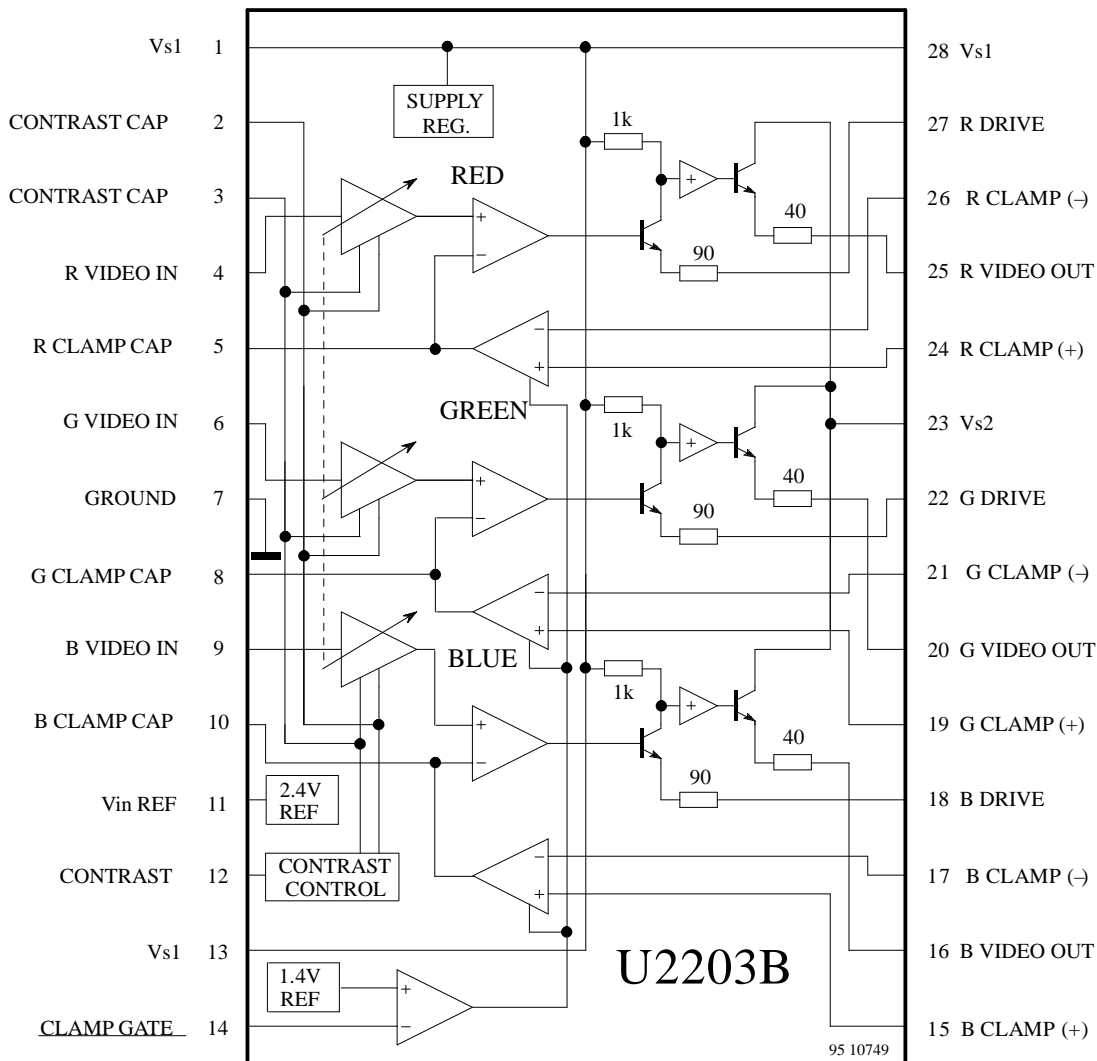 Vs1 1
28 Vs1
SUPPLY
REG.
CONTRAST CAP 2
1k
27 R DRIVE
RED
+
CONTRAST CAP 3
26 R CLAMP (–)
+
40
R VIDEO IN 4
–
90
25 R VIDEO OUT
–
R CLAMP CAP 5
24 R CLAMP (+)
+
GREEN
G VIDEO IN 6
1k
+
23 Vs2
+
40
GROUND 7
22 G DRIVE
–
90
G CLAMP CAP 8
21 G CLAMP (–)
–
+
B VIDEO IN 9
BLUE
20 G VIDEO OUT
1k
+
B CLAMP CAP 10
+
19 G CLAMP (+)
40
–
90
Vin REF 11
2.4V
REF
18 B DRIVE
–
CONTRAST 12
CONTRAST
CONTROL
17 B CLAMP (–)
+
Vs1 13
U2203B
16 B VIDEO OUT
1.4V
REF
+
CLAMP GATE 14
–
15 B CLAMP (+)
95 10749